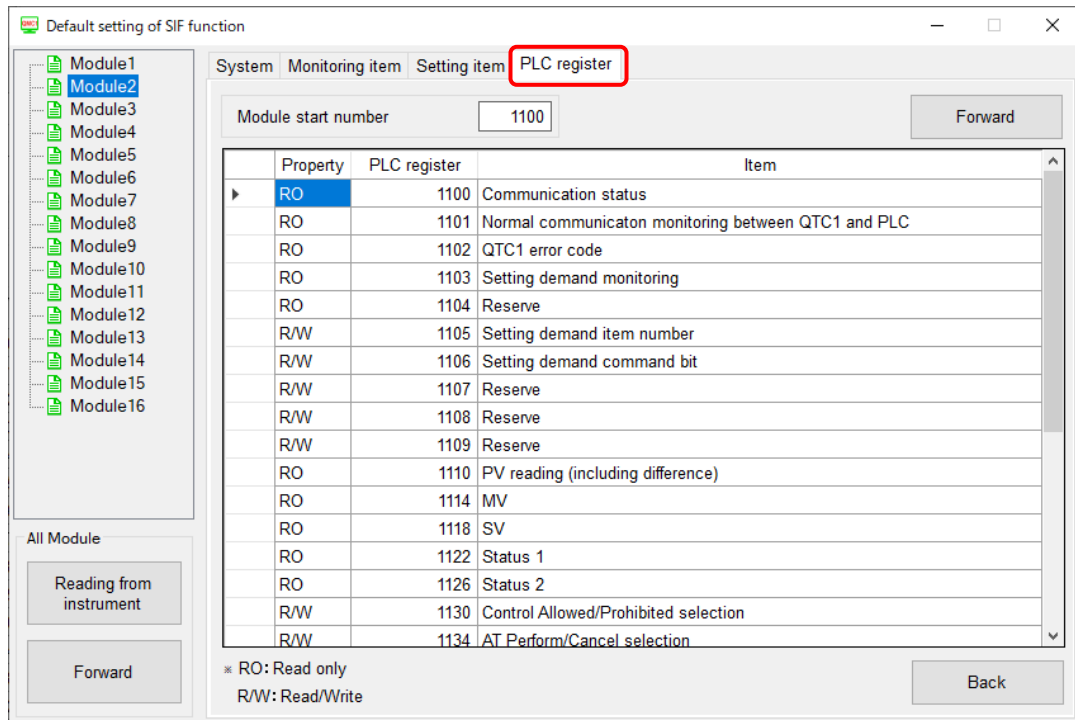 QTC1 Default setting of SIF function
Module1
Module2
Module3
Module4
Module5
Module6
Module7
Module8
Module9
Module10
Module11
Module12
Module13
Module14
Module15
Module16
All Module
Reading from
instrument
Forward
System Monitoring item Setting item PLC register
Module start number 1100 Forward
Property PLC register Item
RO 1100 Communication status
RO 1101 Normal communicaton monitoring between QTC1 and PLC
RO 1102 QTC1 error code
RO 1103 Setting demand monitoring
RO 1104 Reserve
R/W 1105 Setting demand item number
R/W 1106 Setting demand command bit
R/W 1107 Reserve
R/W 1108 Reserve
R/W 1109 Reserve
RO 1110 PV reading (including difference)
RO 1114 MV
RO 1118 SV
RO 1122 Status 1
RO 1126 Status 2
R/W 1130 Control Allowed/Prohibited selection
R/W 1134 AT Perform/Cancel selection
※ RO: Read only
R/W: Read/Write
Back